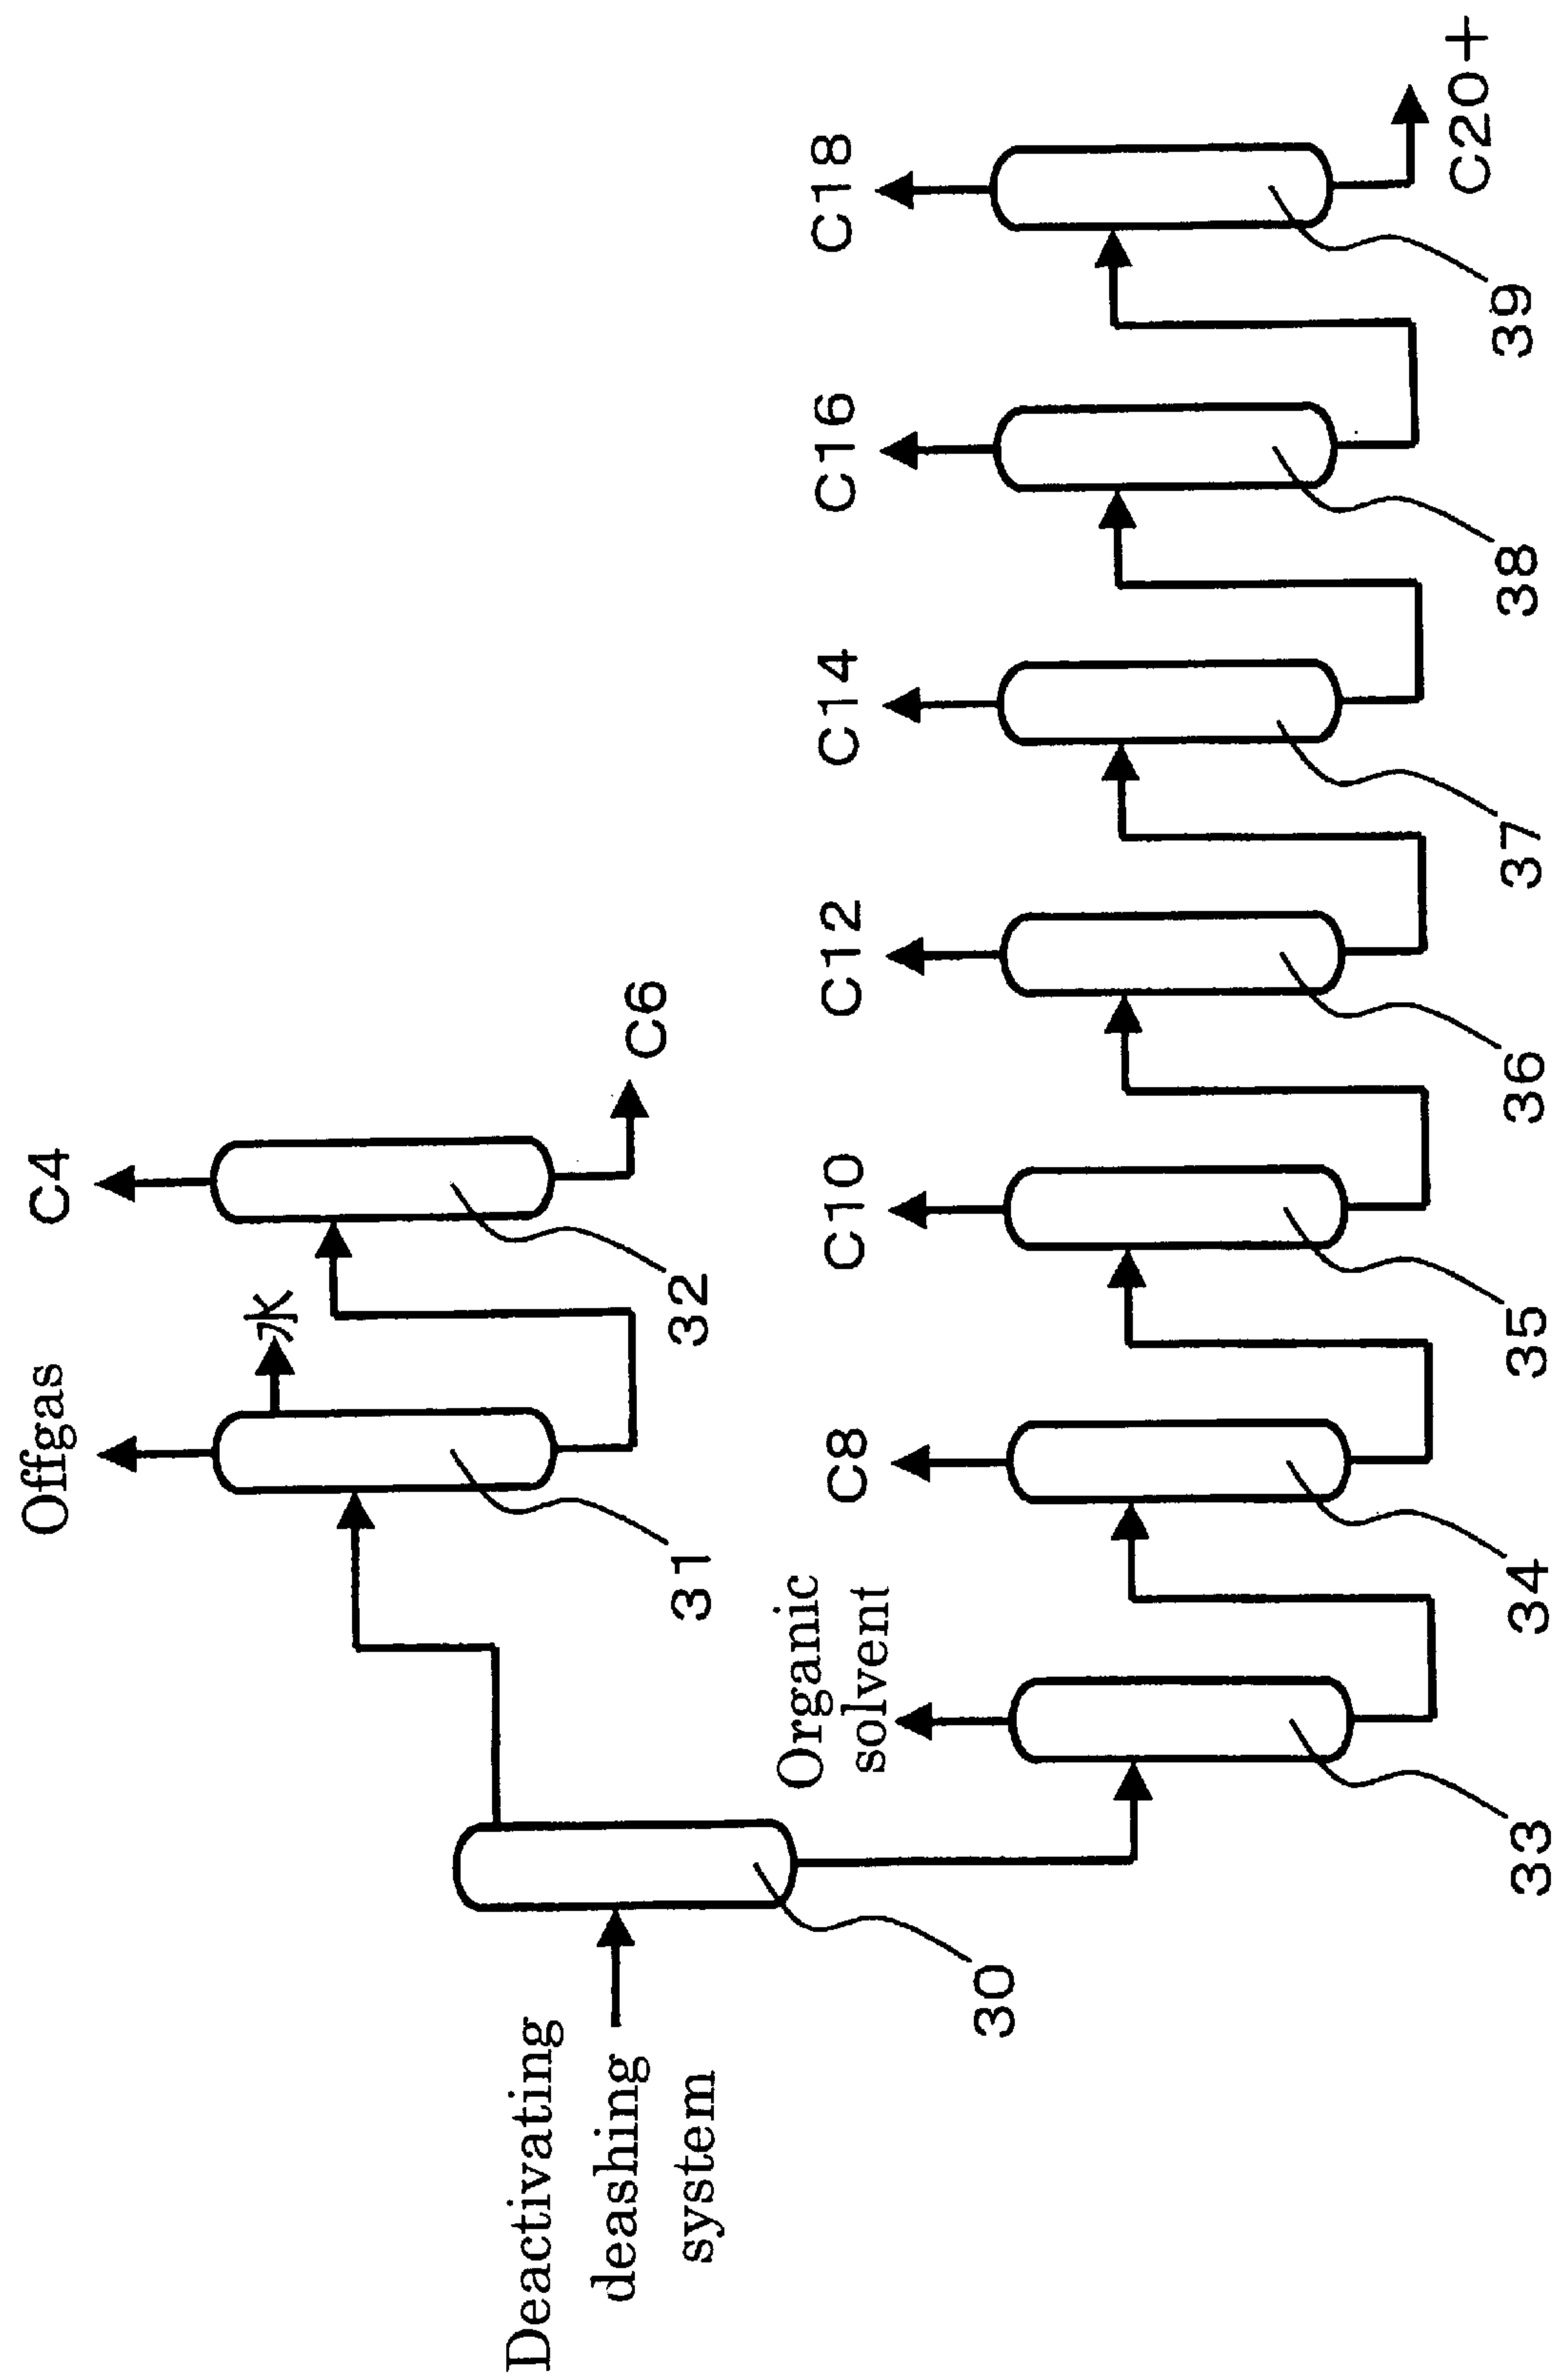 Offgas
水
C4
C6
31
32
Deactivating
deashing
system
30
Organic
solvent
C8
C10
C12
C14
C16
C18
C20+
33
34
35
36
37
38
39